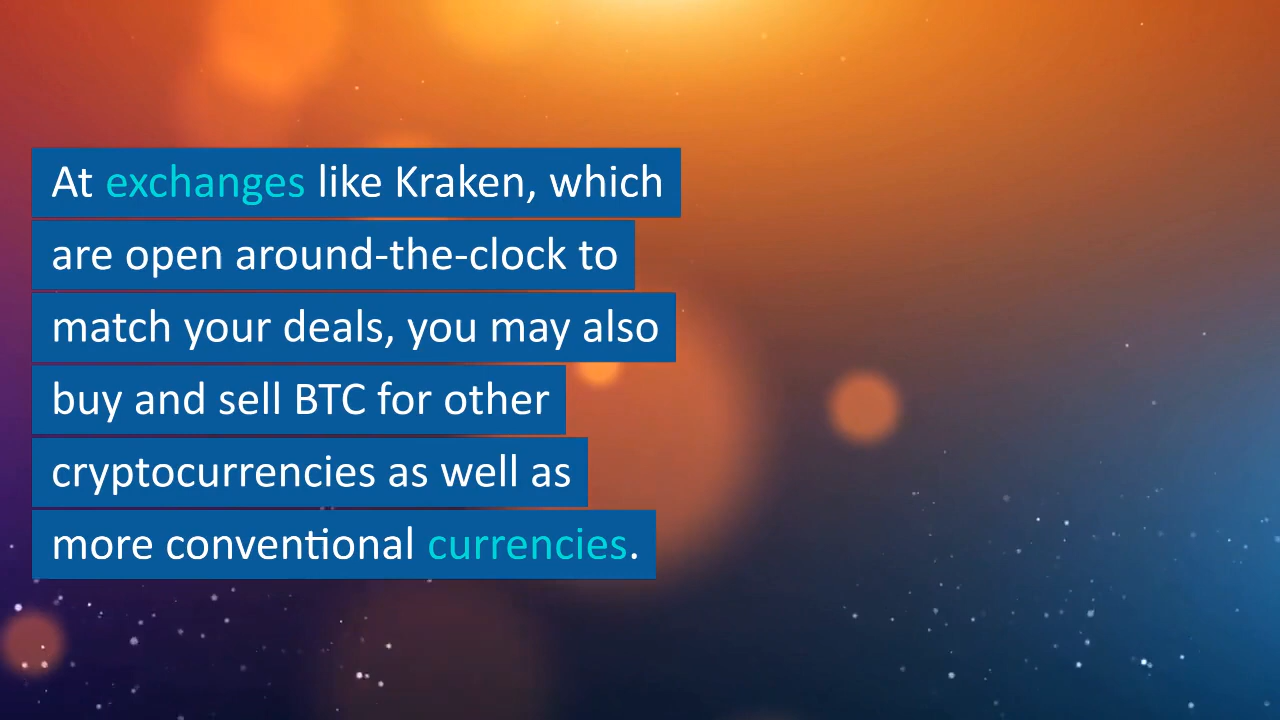 At exchanges like Kraken, which
are open around-the-clock to
match your deals, you may also
buy and sell BTC for other
cryptocurrencies as well as
more conventional currencies.